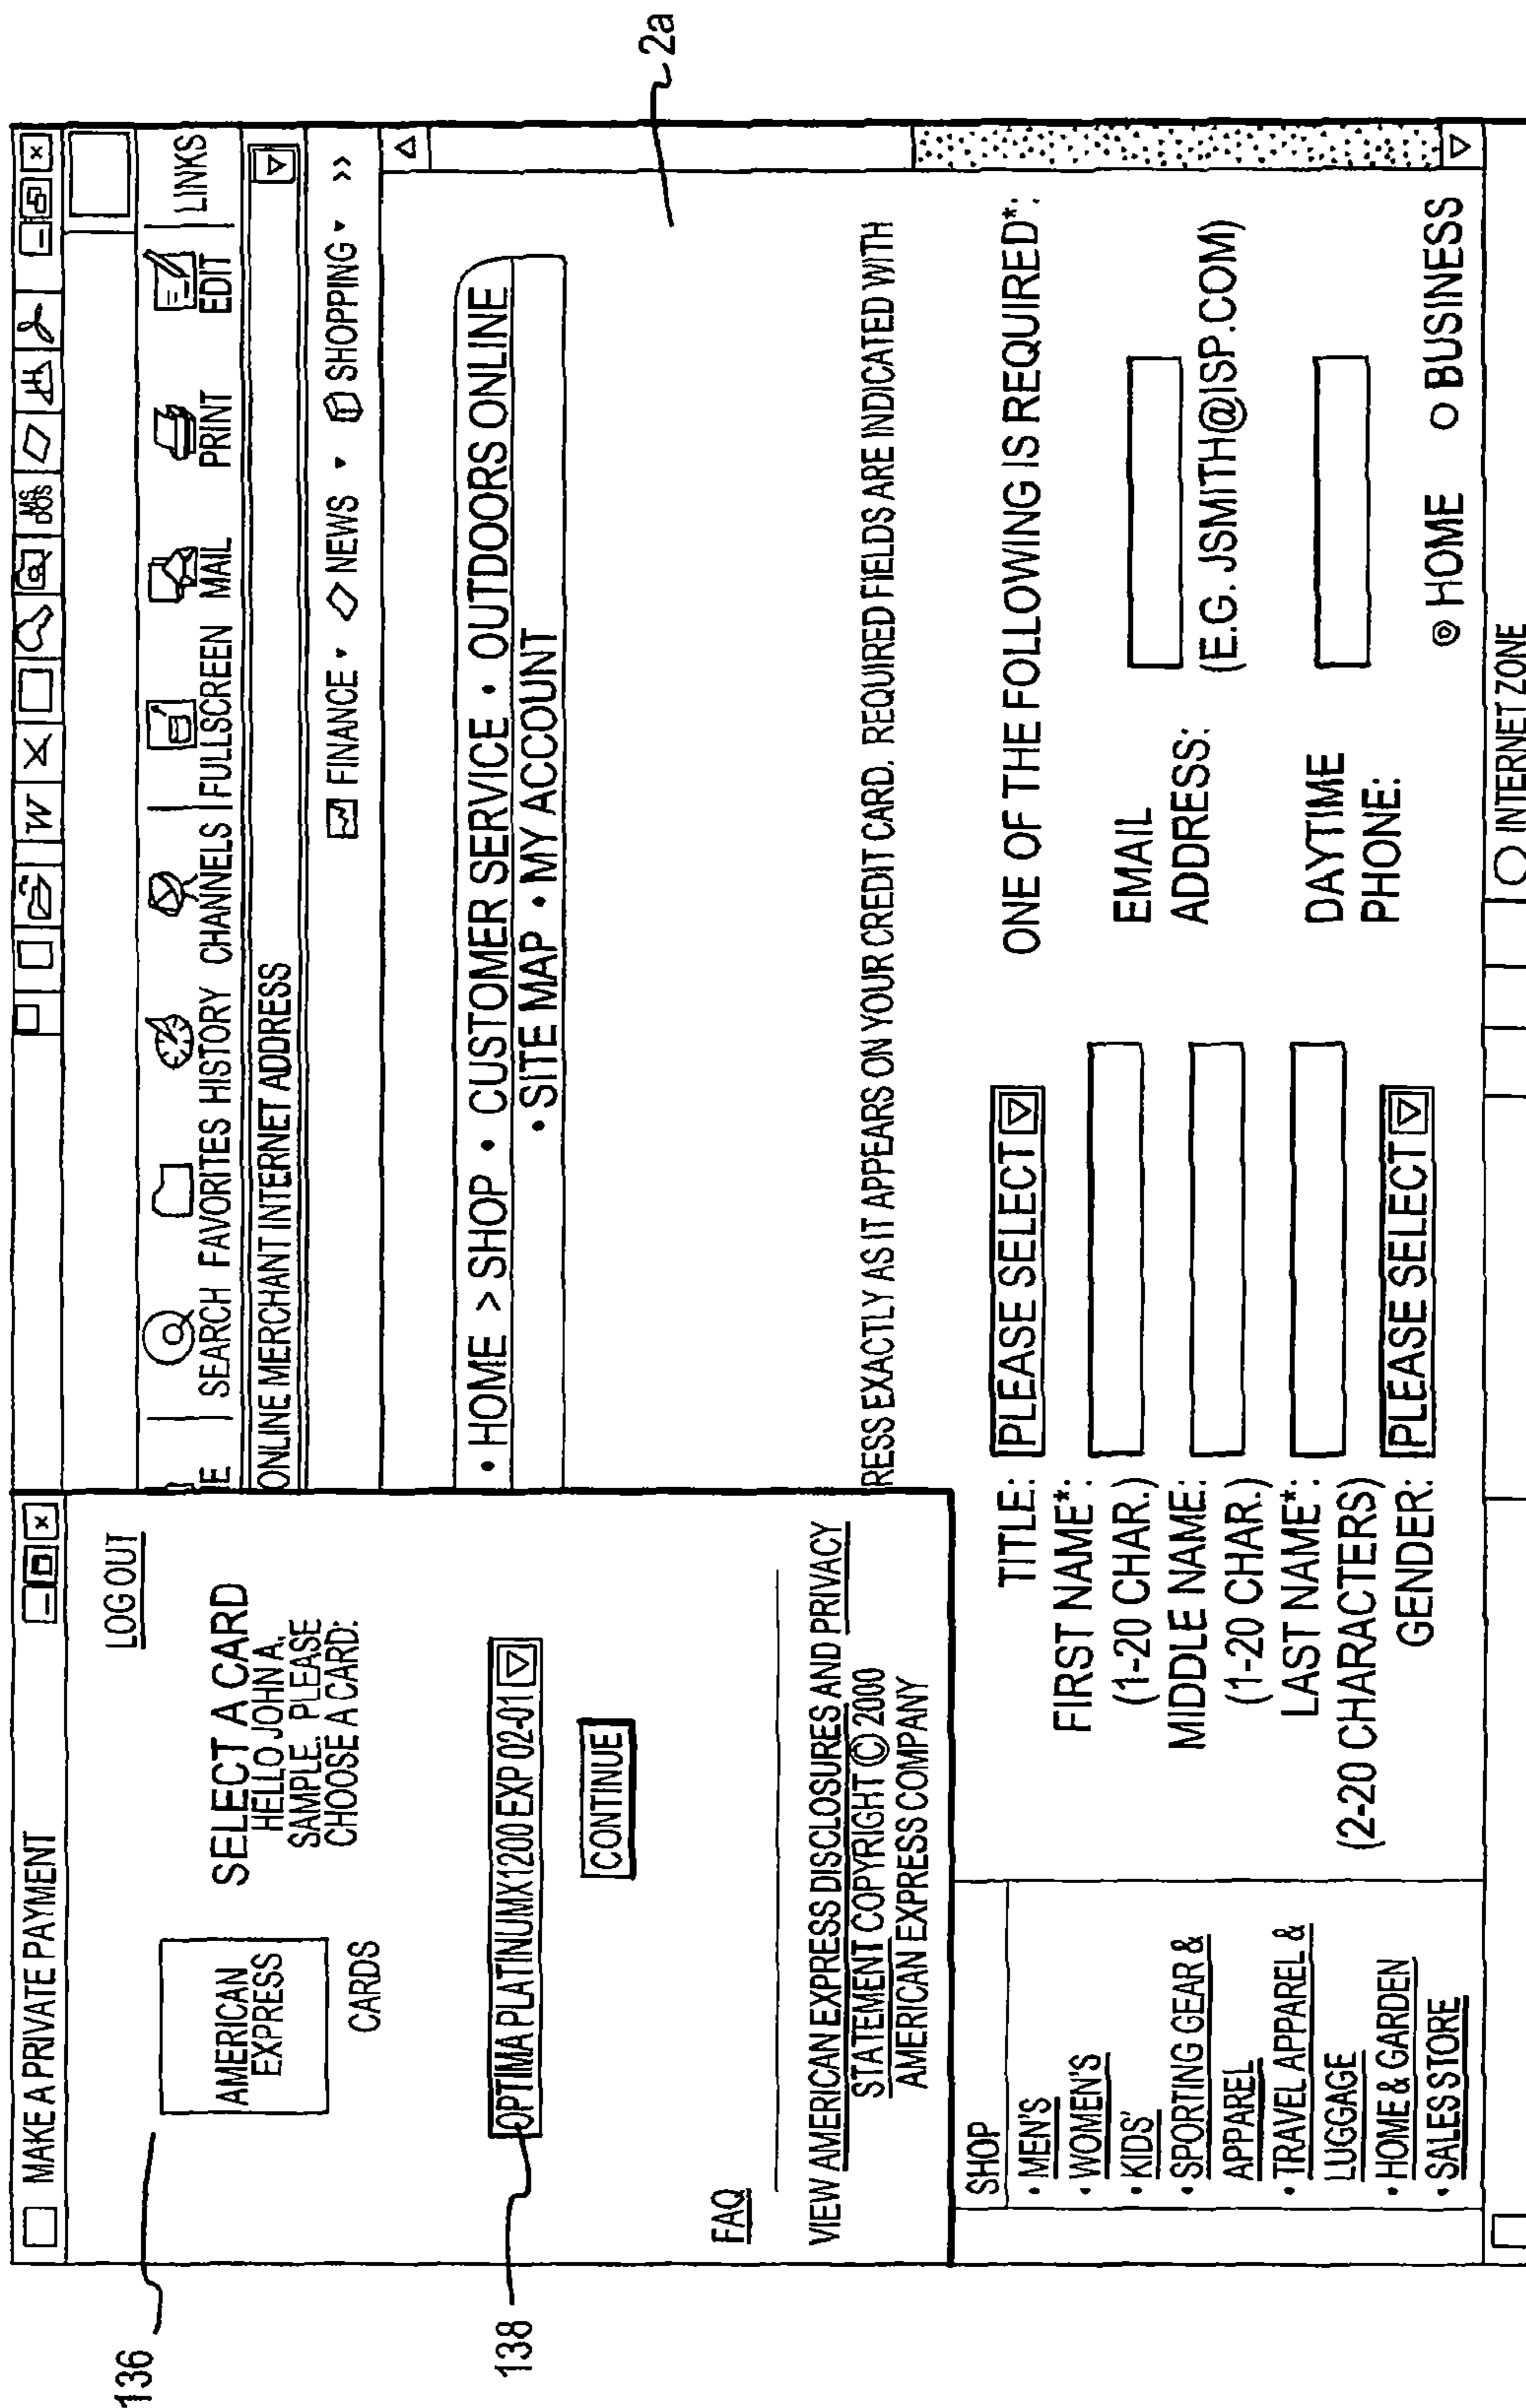 136
138
2a
MAKE A PRIVATE PAYMENT
LOG OUT
AMERICAN
EXPRESS
CARDS
SELECT A CARD
HELLO JOHN A.
SAMPLE. PLEASE
CHOOSE A CARD:
OPTIMA PLATINUMX1200 EXP 02-01
CONTINUE
FAQ
VIEW AMERICAN EXPRESS DISCLOSURES AND PRIVACY
STATEMENT COPYRIGHT © 2000
AMERICAN EXPRESS COMPANY
W X MS DOS
E SEARCH FAVORITES HISTORY CHANNELS FULLSCREEN MAIL PRINT EDIT LINKS
ONLINE MERCHANT INTERNET ADDRESS
FINANCE NEWS SHOPPING >>
• HOME > SHOP • CUSTOMER SERVICE • OUTDOORS ONLINE
• SITE MAP • MY ACCOUNT
RESS EXACTLY AS IT APPEARS ON YOUR CREDIT CARD. REQUIRED FIELDS ARE INDICATED WITH
SHOP
• MEN'S
• WOMEN'S
• KIDS'
• SPORTING GEAR &
APPAREL
• TRAVEL APPAREL &
LUGGAGE
• HOME & GARDEN
• SALES STORE
TITLE: PLEASE SELECT
FIRST NAME*:
(1-20 CHAR.)
MIDDLE NAME:
(1-20 CHAR.)
LAST NAME*:
(2-20 CHARACTERS)
GENDER: PLEASE SELECT
ONE OF THE FOLLOWING IS REQUIRED*:
EMAIL
ADDRESS:
(E.G. JSMITH@ISP.COM)
DAYTIME
PHONE:
HOME BUSINESS
INTERNET ZONE